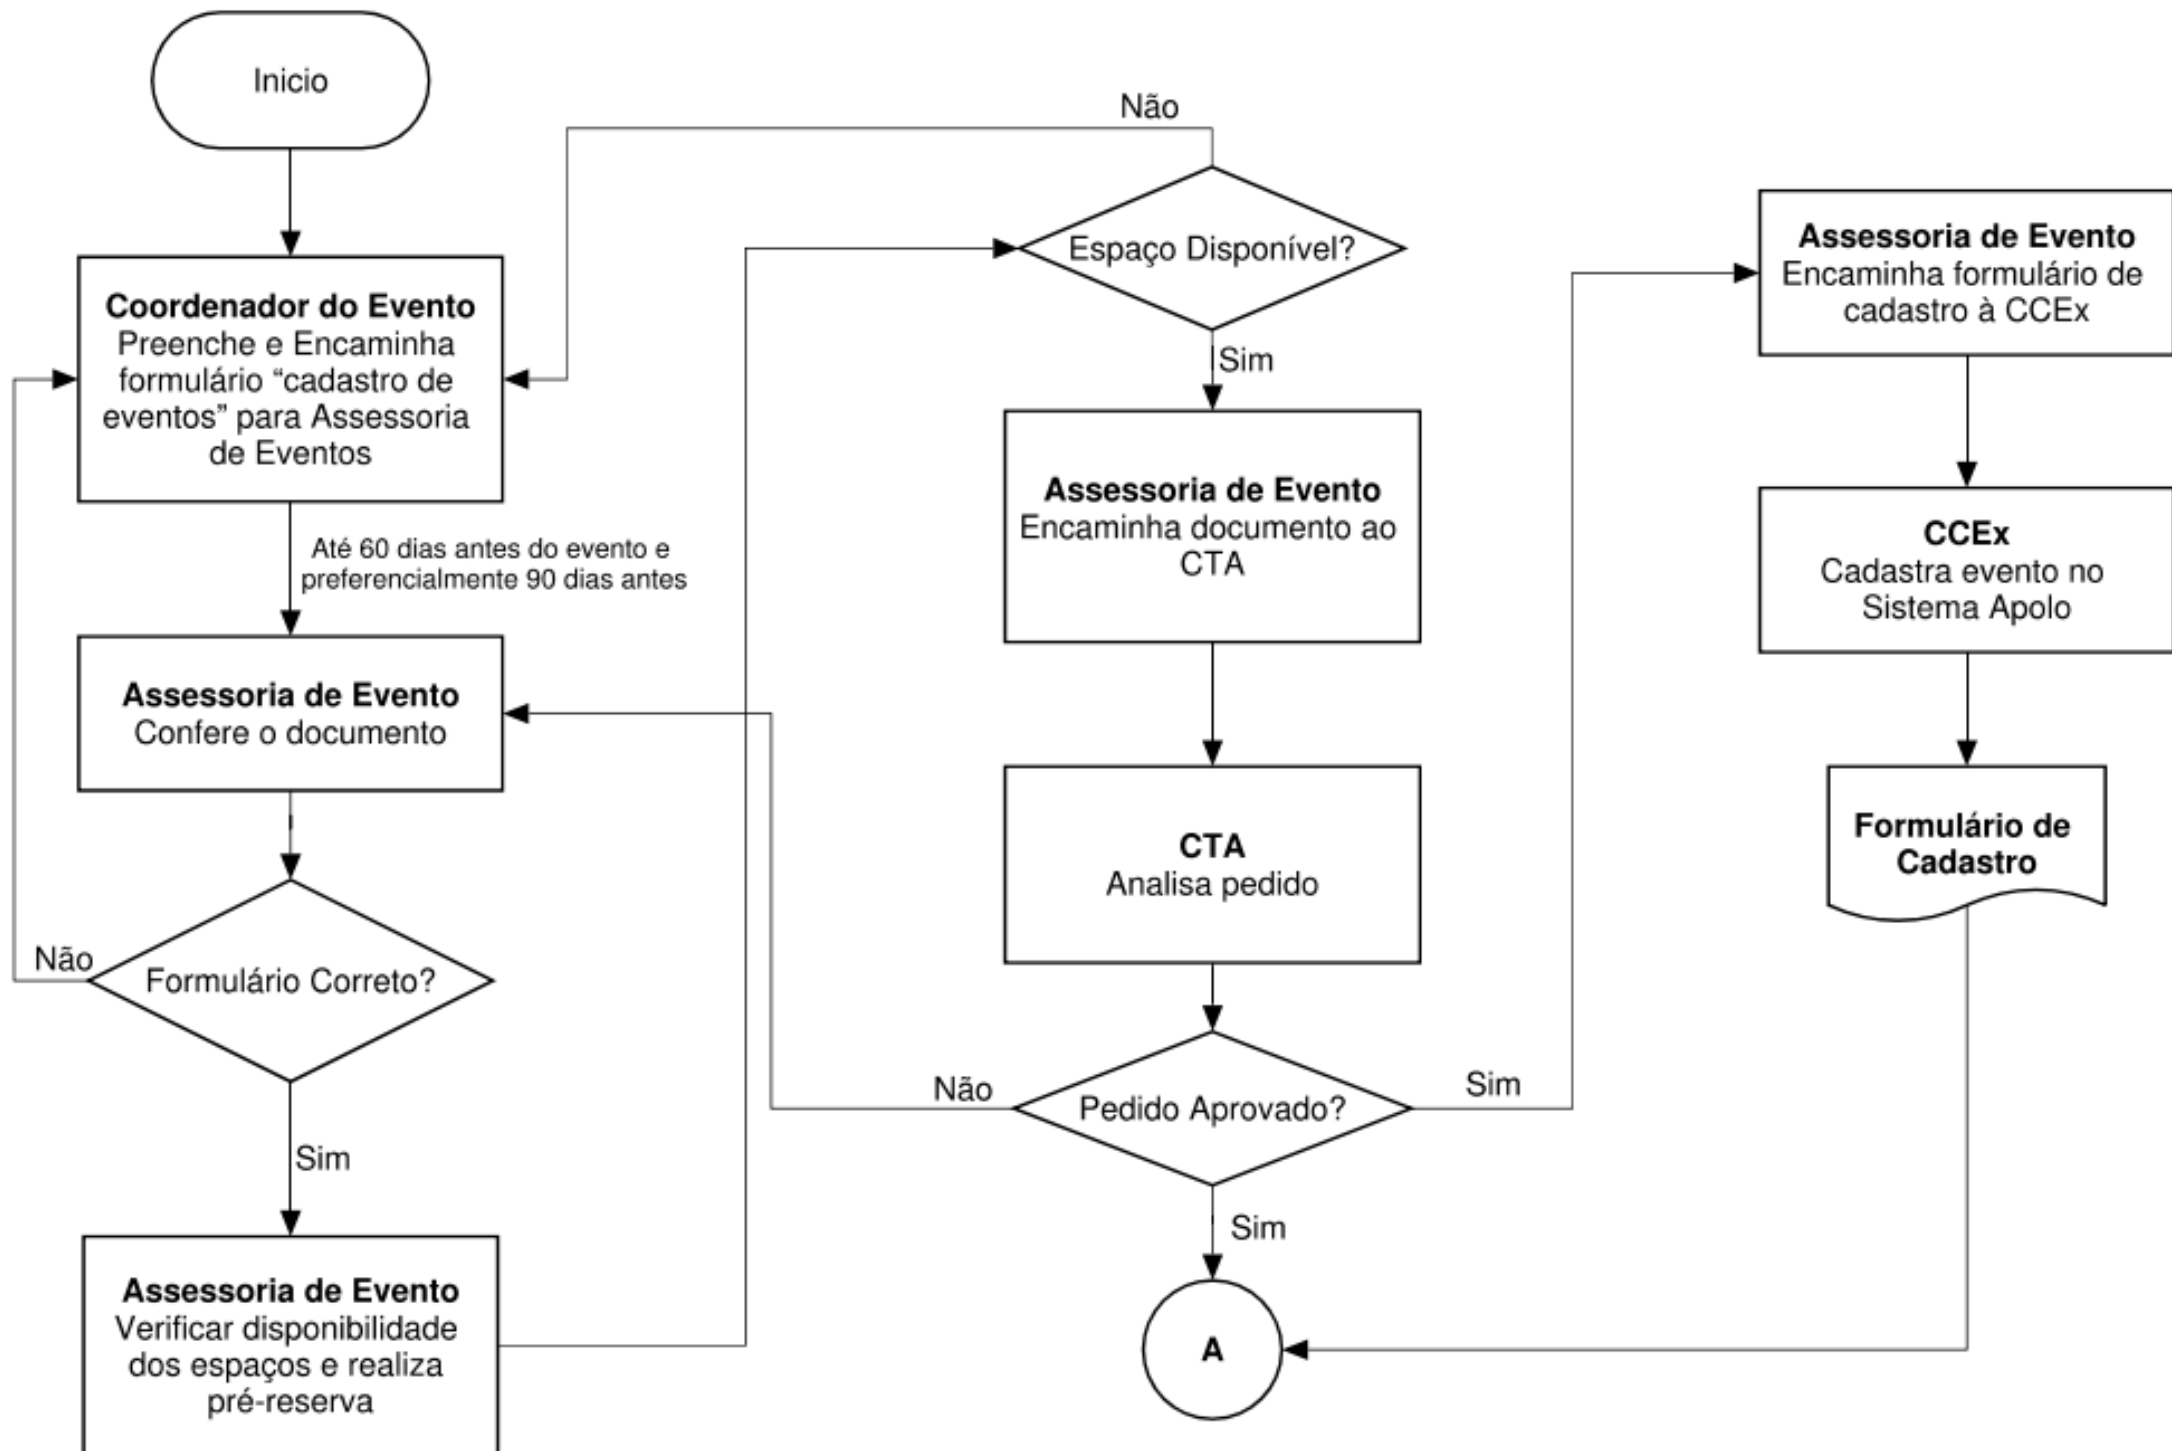 Inicio
Coordenador do Evento
Preenche e Encaminha
formulário “cadastro de
eventos” para Assessoria
de Eventos
Até 60 dias antes do evento e
preferencialmente 90 dias antes
Assessoria de Evento
Confere o documento
Formulário Correto?
Não
Sim
Assessoria de Evento
Verificar disponibilidade
dos espaços e realiza
pré-reserva
Não
Espaço Disponível?
Sim
Assessoria de Evento
Encaminha documento ao
CTA
CTA
Analisa pedido
Não
Pedido Aprovado?
Sim
Sim
A
Assessoria de Evento
Encaminha formulário de
cadastro à CCEx
CCEx
Cadastra evento no
Sistema Apolo
Formulário de
Cadastro